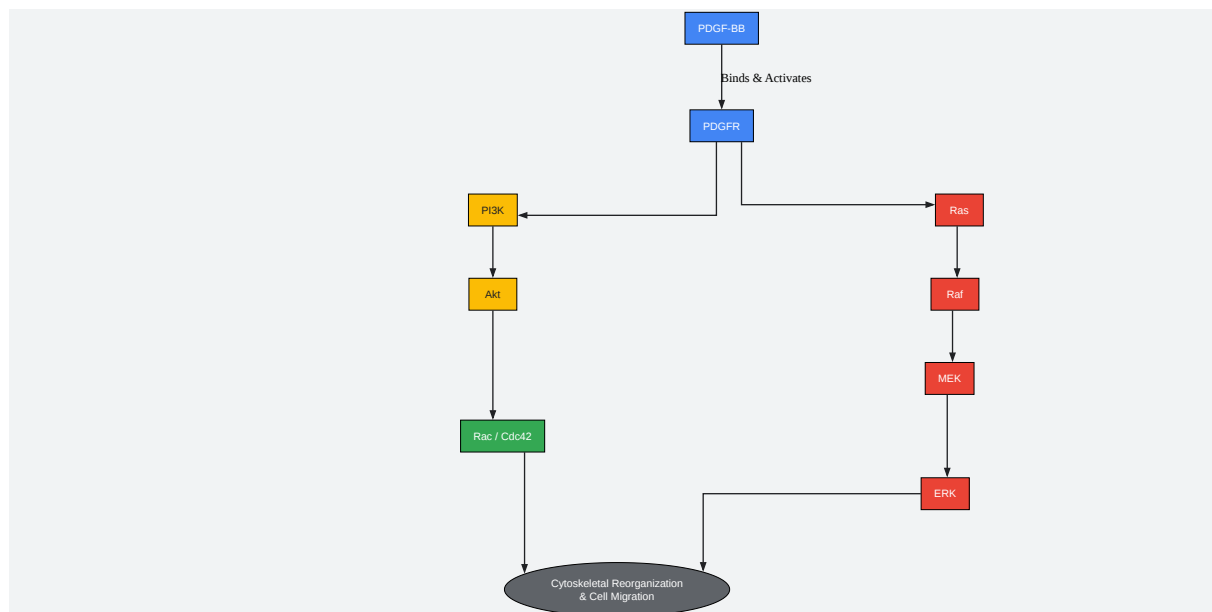 PDGF-BB
Binds & Activates
PDGFR
PI3K
Ras
Akt
Raf
MEK
Rac / Cdc42
ERK
Cytoskeletal Reorganization
& Cell Migration